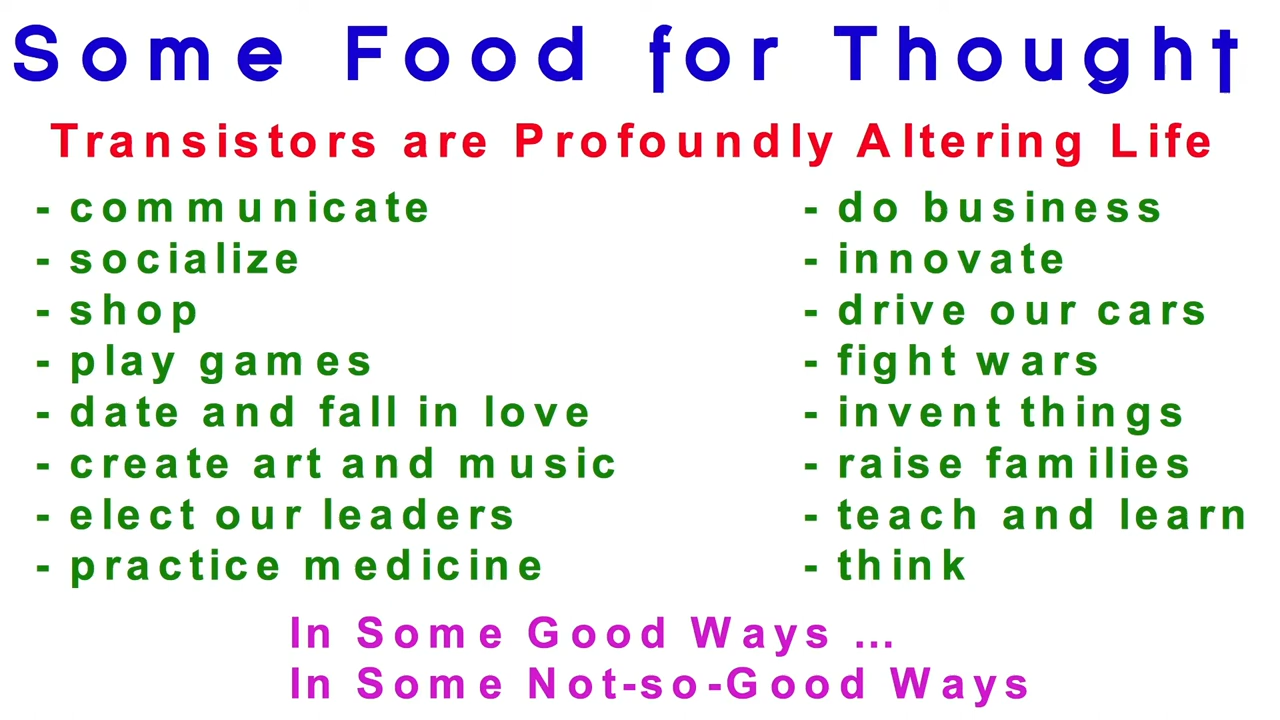 Some Food for Thought
Transistors are Profoundly Altering Life
- communicate
- socialize
- shop
- play games
- date and fall in love
- create art and music
- elect our leaders
- practice medicine
- do business
- innovate
- drive our cars
- fight wars
- invent things
- raise families
- teach and learn
- think
In Some Good Ways ...
In Some Not-so-Good Ways